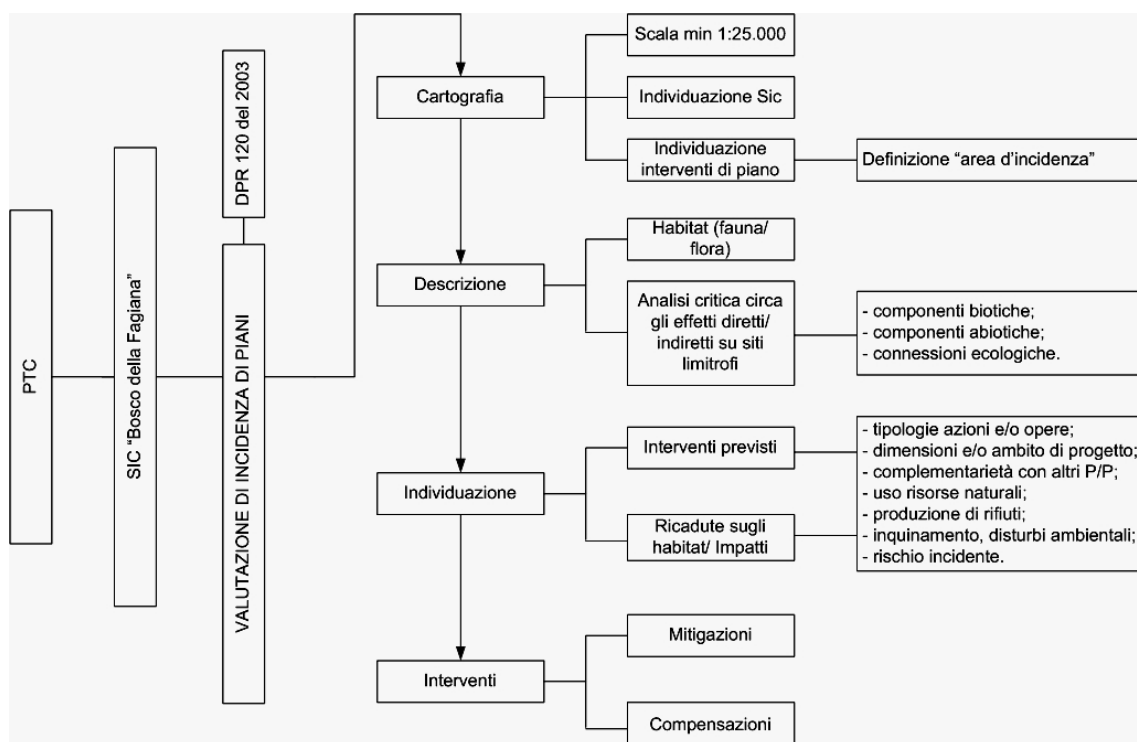 PTC
SIC "Bosco della Fagiana"
DPR 120 del 2003
VALUTAZIONE DI INCIDENZA DI PIANI
Cartografia
Scala min 1:25.000
Individuazione Sic
Individuazione
interventi di piano
Definizione "area d'incidenza"
Descrizione
Habitat (fauna/
flora)
Analisi critica circa
gli effetti diretti/
indiretti su siti
limitrofi
- componenti biotiche;
- componenti abiotiche;
- connessioni ecologiche.
Individuazione
Interventi previsti
Ricadute sugli
habitat/ Impatti
- tipologie azioni e/o opere;
- dimensioni e/o ambito di progetto;
- complementarietà con altri P/P;
- uso risorse naturali;
- produzione di rifiuti;
- inquinamento, disturbi ambientali;
- rischio incidente.
Interventi
Mitigazioni
Compensazioni